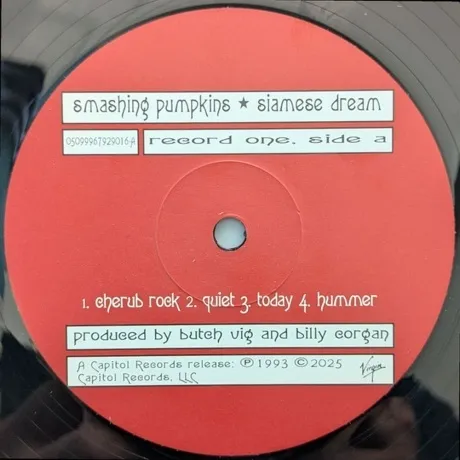 smashing pumpkins ★ siamese dream
05099967929016-A
record one, side a
1. cherub rock 2. quiet 3. today 4. hummer
produced by butch vig and billy corgan
A Capitol Records release: ℗ 1993 © 2025
Capitol Records, LLC
Virgin